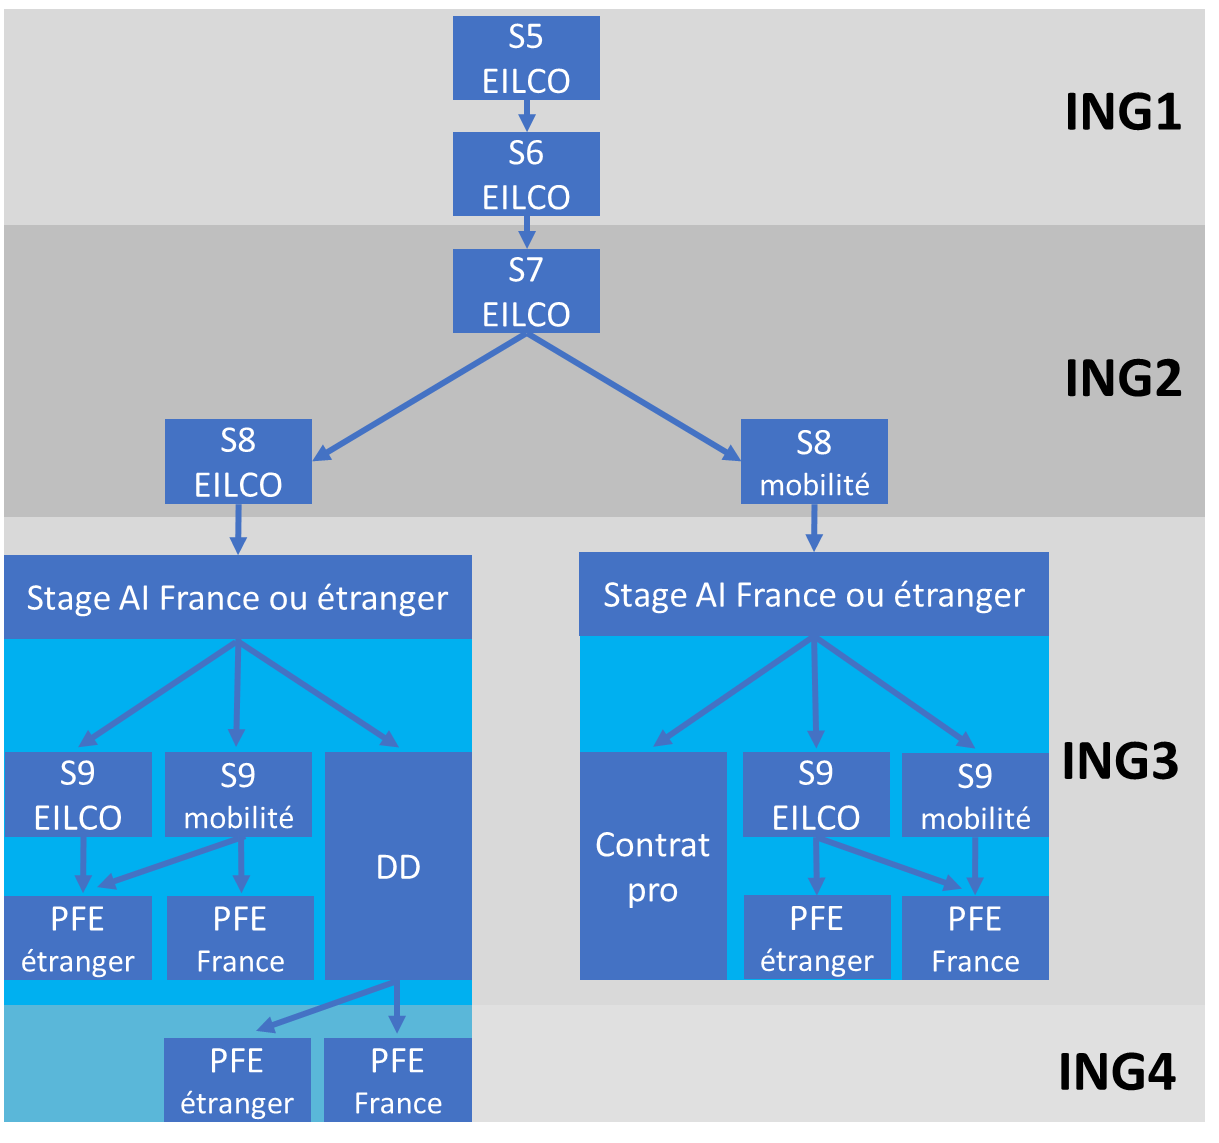 S5
EILCO
ING1
S6
EILCO
S7
EILCO
ING2
S8
EILCO
S8
mobilité
Stage AI France ou étranger
Stage AI France ou étranger
ING3
S9
EILCO
S9
mobilité
DD
Contrat
pro
S9
EILCO
S9
mobilité
PFE
étranger
PFE
France
PFE
étranger
PFE
France
PFE
étranger
PFE
France
ING4